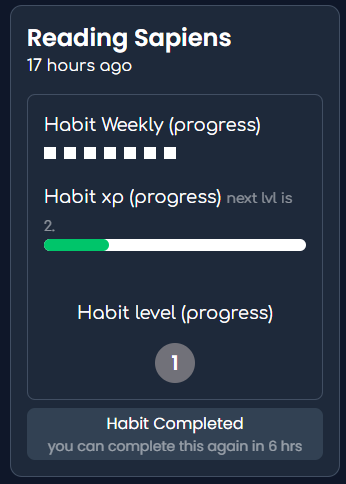 Reading Sapiens
17 hours ago
Habit Weekly (progress)
Habit xp (progress) next lvl is
2.
Habit level (progress)
1
Habit Completed
you can complete this again in 6 hrs